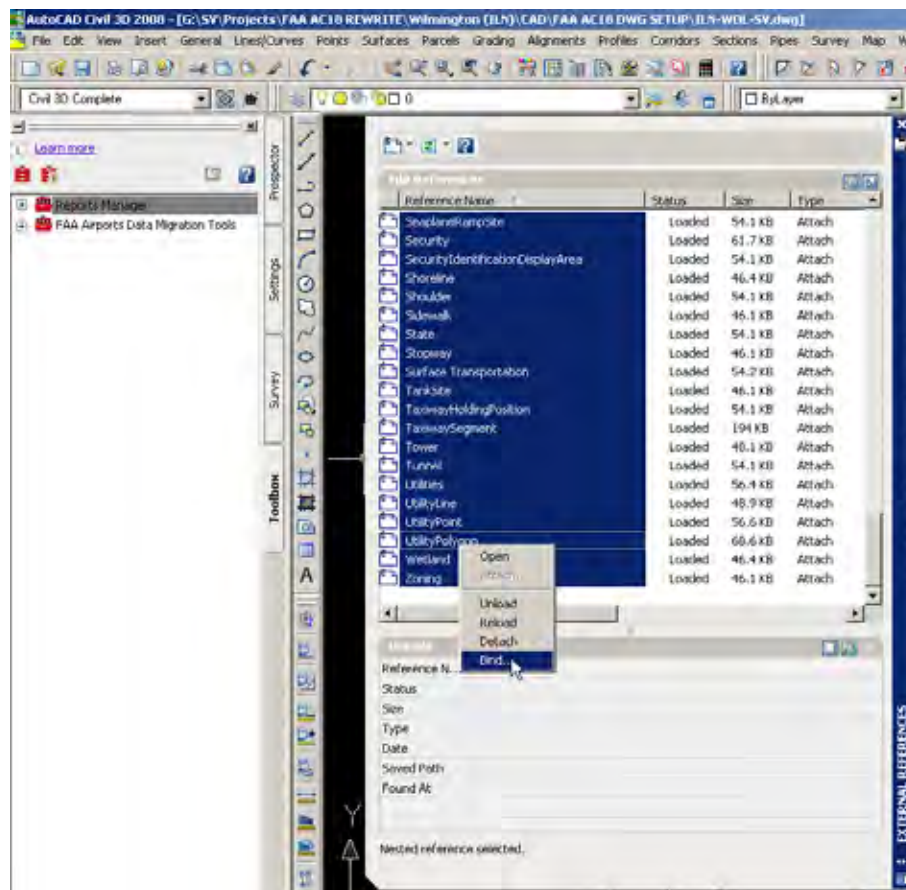 AutoCAD Civil 3D 2008 - [G:\SV\Projects\FAA AC18 REWRITE\Wilmington (ILN)\CAD\FAA AC18 DWG SETUP\ILN-WDL-SV.dwg]
File Edit View Insert General Lines/Curves Points Surfaces Parcels Grading Alignments Profiles Corridors Sections Pipes Survey Map
Civil 3D Complete 0 ByLayer
Learn more
Reports Manager
FAA Airports Data Migration Tools
Prospector
Settings
Survey
Toolbox
File References
Reference Name Status Size Type
SeaplaneRampSite Loaded 54.1 KB Attach
Security Loaded 61.7 KB Attach
SecurityIdentificationDisplayArea Loaded 54.1 KB Attach
Shoreline Loaded 46.4 KB Attach
Shoulder Loaded 54.1 KB Attach
Sidewalk Loaded 46.1 KB Attach
State Loaded 54.1 KB Attach
Stopway Loaded 46.1 KB Attach
Surface Transportation Loaded 54.2 KB Attach
TankSite Loaded 46.1 KB Attach
TaxiwayHoldingPosition Loaded 54.1 KB Attach
TaxiwaySegment Loaded 194 KB Attach
Tower Loaded 48.1 KB Attach
Tunnel Loaded 54.1 KB Attach
Utilities Loaded 56.4 KB Attach
UtilityLine Loaded 48.9 KB Attach
UtilityPoint Loaded 56.6 KB Attach
UtilityPolygon Loaded 68.6 KB Attach
Wetland Loaded 46.4 KB Attach
Zoning Loaded 46.1 KB Attach
Open
Attach...
Unload
Reload
Detach
Bind...
Details
Reference N...
Status
Size
Type
Date
Saved Path
Found At
Nested reference selected.
EXTERNAL REFERENCES
A
Y